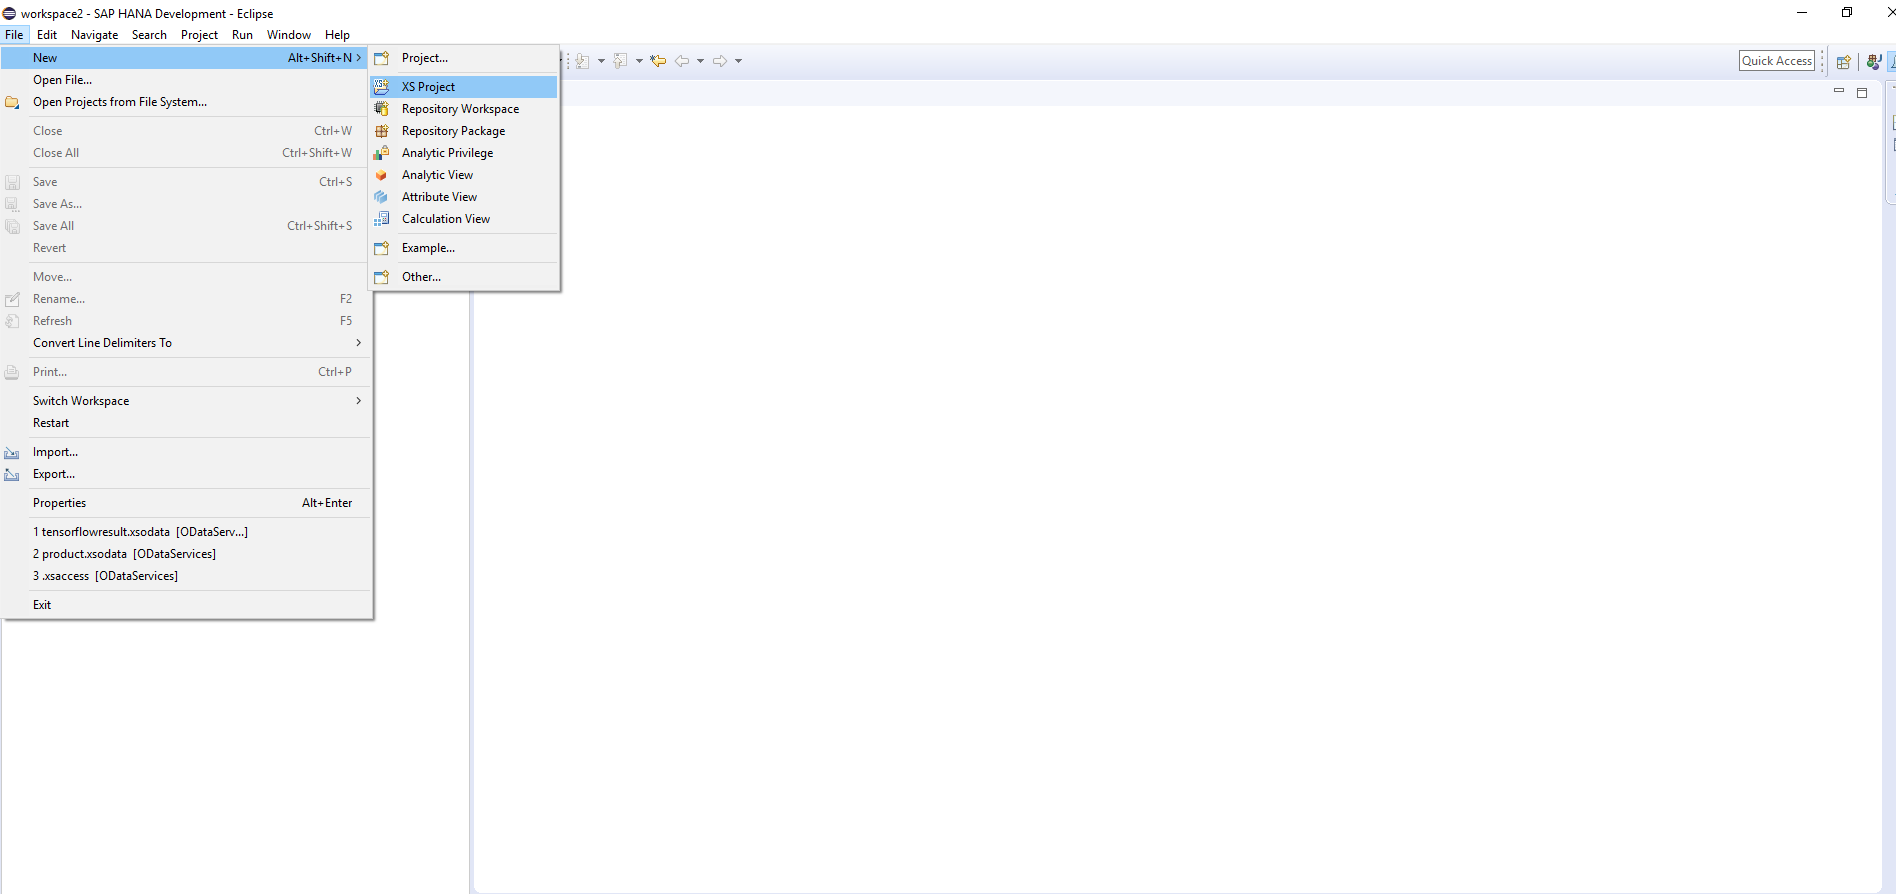 workspace2 - SAP HANA Development - Eclipse
File Edit Navigate Search Project Run Window Help
New Alt+Shift+N
Open File...
Open Projects from File System...
Close Ctrl+W
Close All Ctrl+Shift+W
Save Ctrl+S
Save As...
Save All Ctrl+Shift+S
Revert
Move...
Rename... F2
Refresh F5
Convert Line Delimiters To
Print... Ctrl+P
Switch Workspace
Restart
Import...
Export...
Properties Alt+Enter
1 tensorflowresult.xsodata [ODataServ...]
2 product.xsodata [ODataServices]
3 .xsaccess [ODataServices]
Exit
Project...
XS Project
Repository Workspace
Repository Package
Analytic Privilege
Analytic View
Attribute View
Calculation View
Example...
Other...
Quick Access